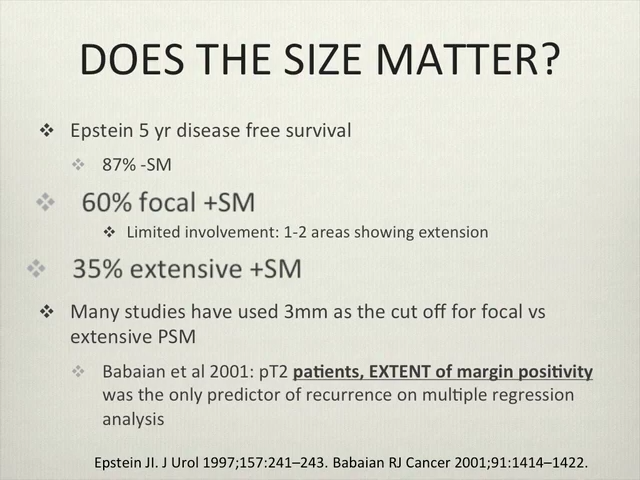 DOES THE SIZE MATTER?
Epstein 5 yr disease free survival
87% -SM
60% focal +SM
Limited involvement: 1-2 areas showing extension
35% extensive +SM
Many studies have used 3mm as the cut off for focal vs
extensive PSM
Babaian et al 2001: pT2 patients, EXTENT of margin positivity
was the only predictor of recurrence on multiple regression
analysis
Epstein JI. J Urol 1997;157:241–243. Babaian RJ Cancer 2001;91:1414–1422.